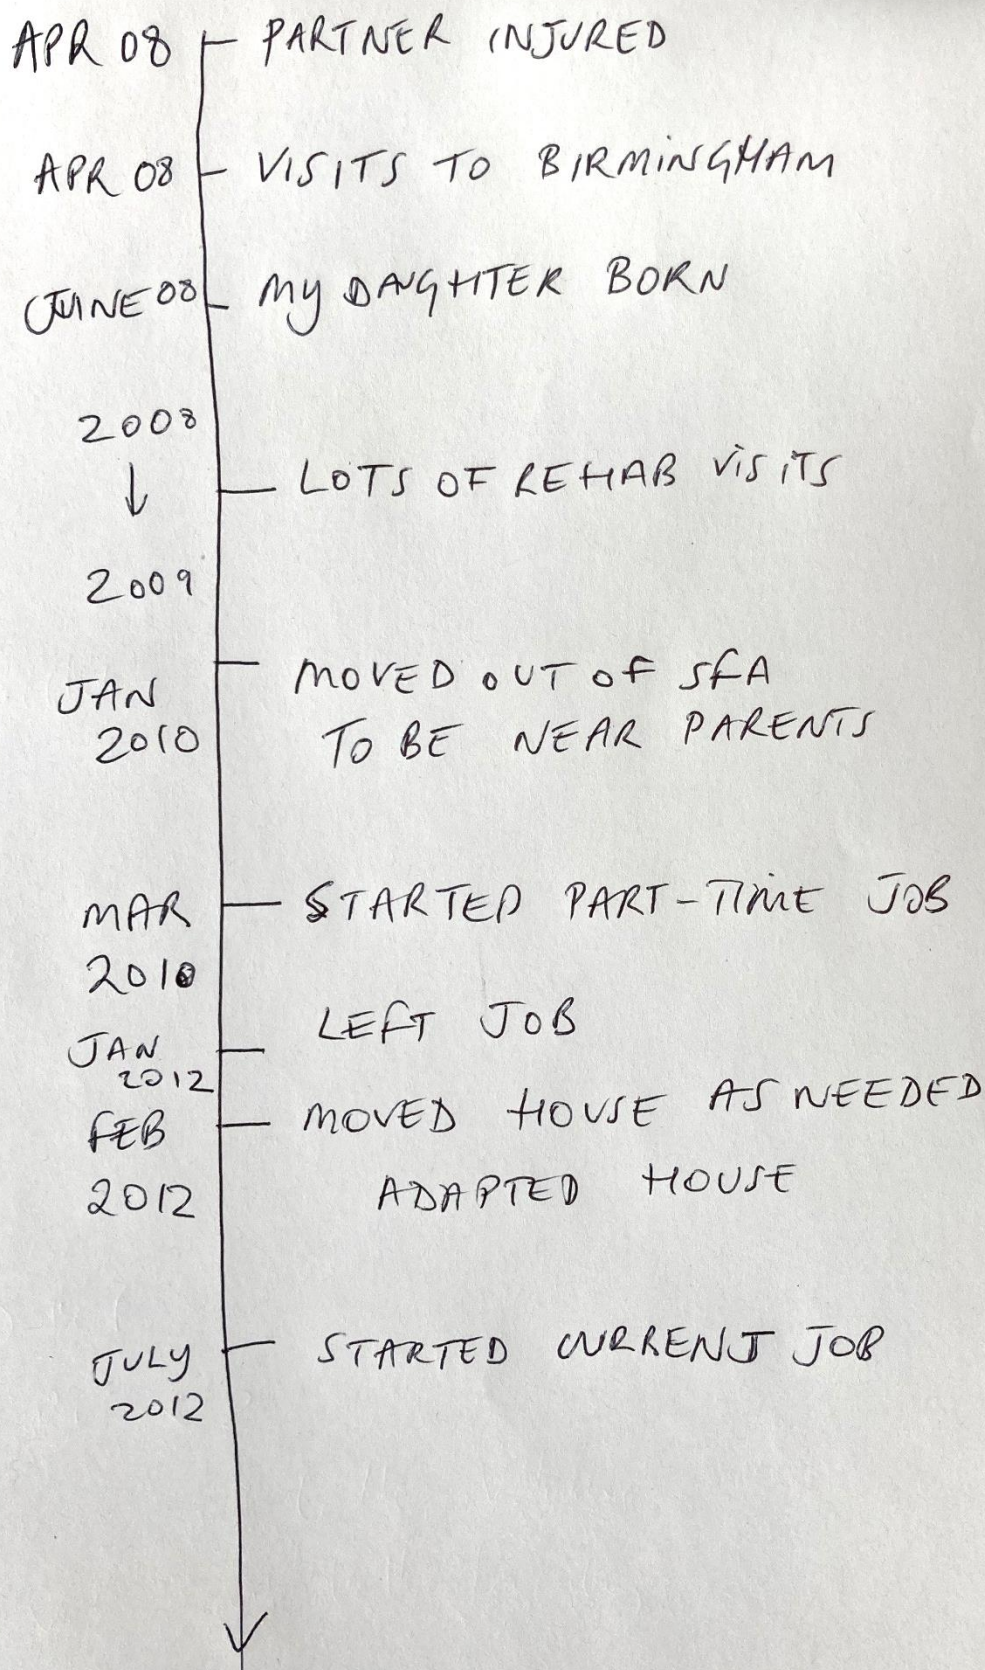 APR 08 PARTNER INJURED
APR 08 VISITS TO BIRMINGHAM
JUNE 08 MY DAUGHTER BORN
2008
LOTS OF REHAB VISITS
2009
JAN 2010 MOVED OUT OF SFA
TO BE NEAR PARENTS
MAR 2010 STARTED PART-TIME JOB
JAN 2012 LEFT JOB
FEB 2012 MOVED HOUSE AS NEEDED
ADAPTED HOUSE
JULY 2012 STARTED CURRENT JOB